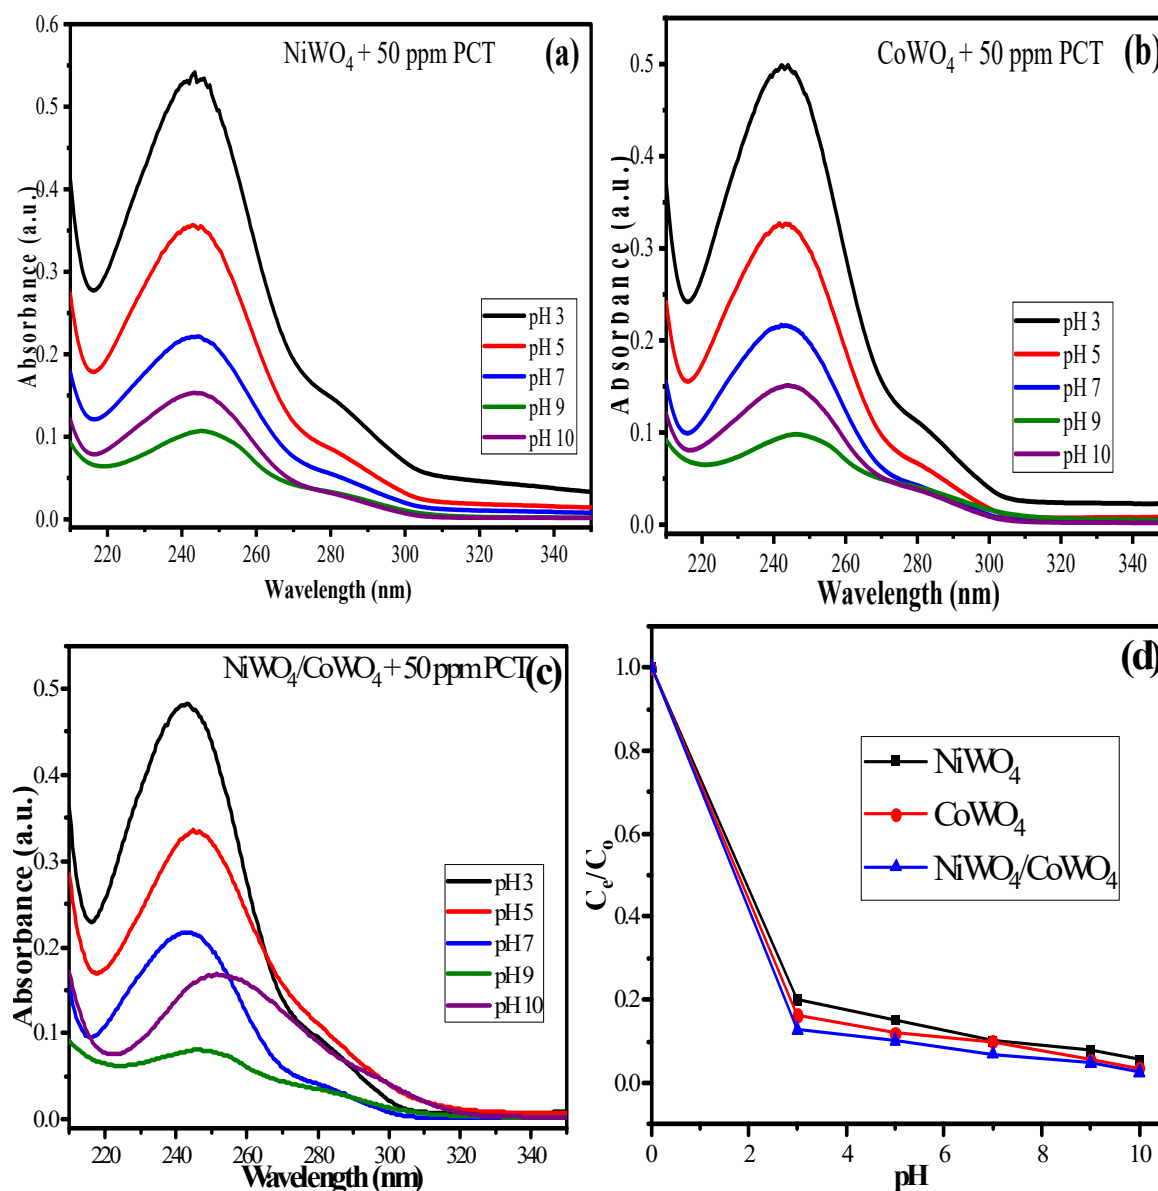 NiWO4 + 50 ppm PCT (a)
0.6
0.5
0.4
0.3
0.2
0.1
0.0
Absorbance (a.u.)
pH 3
pH 5
pH 7
pH 9
pH 10
220 240 260 280 300 320 340
Wavelength (nm)
CoWO4 + 50 ppm PCT (b)
0.5
0.4
0.3
0.2
0.1
0.0
Absorbance (a.u.)
pH 3
pH 5
pH 7
pH 9
pH 10
220 240 260 280 300 320 340
Wavelength (nm)
NiWO4/CoWO4 + 50 ppm PCT (c)
0.5
0.4
0.3
0.2
0.1
0.0
Absorbance (a.u.)
pH3
pH5
pH7
pH9
pH10
220 240 260 280 300 320 340
Wavelength (nm)
(d)
1.0
0.8
0.6
0.4
0.2
0.0
Ce/Co
NiWO4
CoWO4
NiWO4/CoWO4
0 2 4 6 8 10
pH